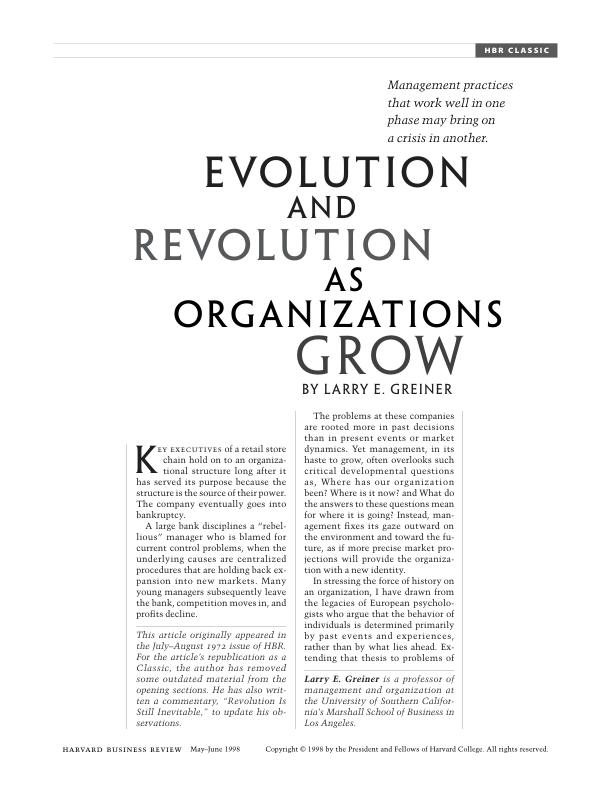 HBR CLASSIC
Management practices
that work well in one
phase may bring on
a crisis in another.
EVOLUTION
AND
REVOLUTION
AS
ORGANIZATIONS
GROW
BY LARRY E. GREINER
KEY EXECUTIVES of a retail store
chain hold on to an organiza-
tional structure long after it
has served its purpose because the
structure is the source of their power.
The company eventually goes into
bankruptcy.
A large bank disciplines a “rebel-
lious” manager who is blamed for
current control problems, when the
underlying causes are centralized
procedures that are holding back ex-
pansion into new markets. Many
young managers subsequently leave
the bank, competition moves in, and
profits decline.
This article originally appeared in
the July–August 1972 issue of HBR.
For the article’s republication as a
Classic, the author has removed
some outdated material from the
opening sections. He has also writ-
ten a commentary, “Revolution Is
Still Inevitable,” to update his ob-
servations.
The problems at these companies
are rooted more in past decisions
than in present events or market
dynamics. Yet management, in its
haste to grow, often overlooks such
critical developmental questions
as, Where has our organization
been? Where is it now? and What do
the answers to these questions mean
for where it is going? Instead, man-
agement fixes its gaze outward on
the environment and toward the fu-
ture, as if more precise market pro-
jections will provide the organiza-
tion with a new identity.
In stressing the force of history on
an organization, I have drawn from
the legacies of European psycholo-
gists who argue that the behavior of
individuals is determined primarily
by past events and experiences,
rather than by what lies ahead. Ex-
tending that thesis to problems of
Larry E. Greiner is a professor of
management and organization at
the University of Southern Califor-
nia’s Marshall School of Business in
Los Angeles.
HARVARD BUSINESS REVIEW May–June 1998 Copyright © 1998 by the President and Fellows of Harvard College. All rights reserved.